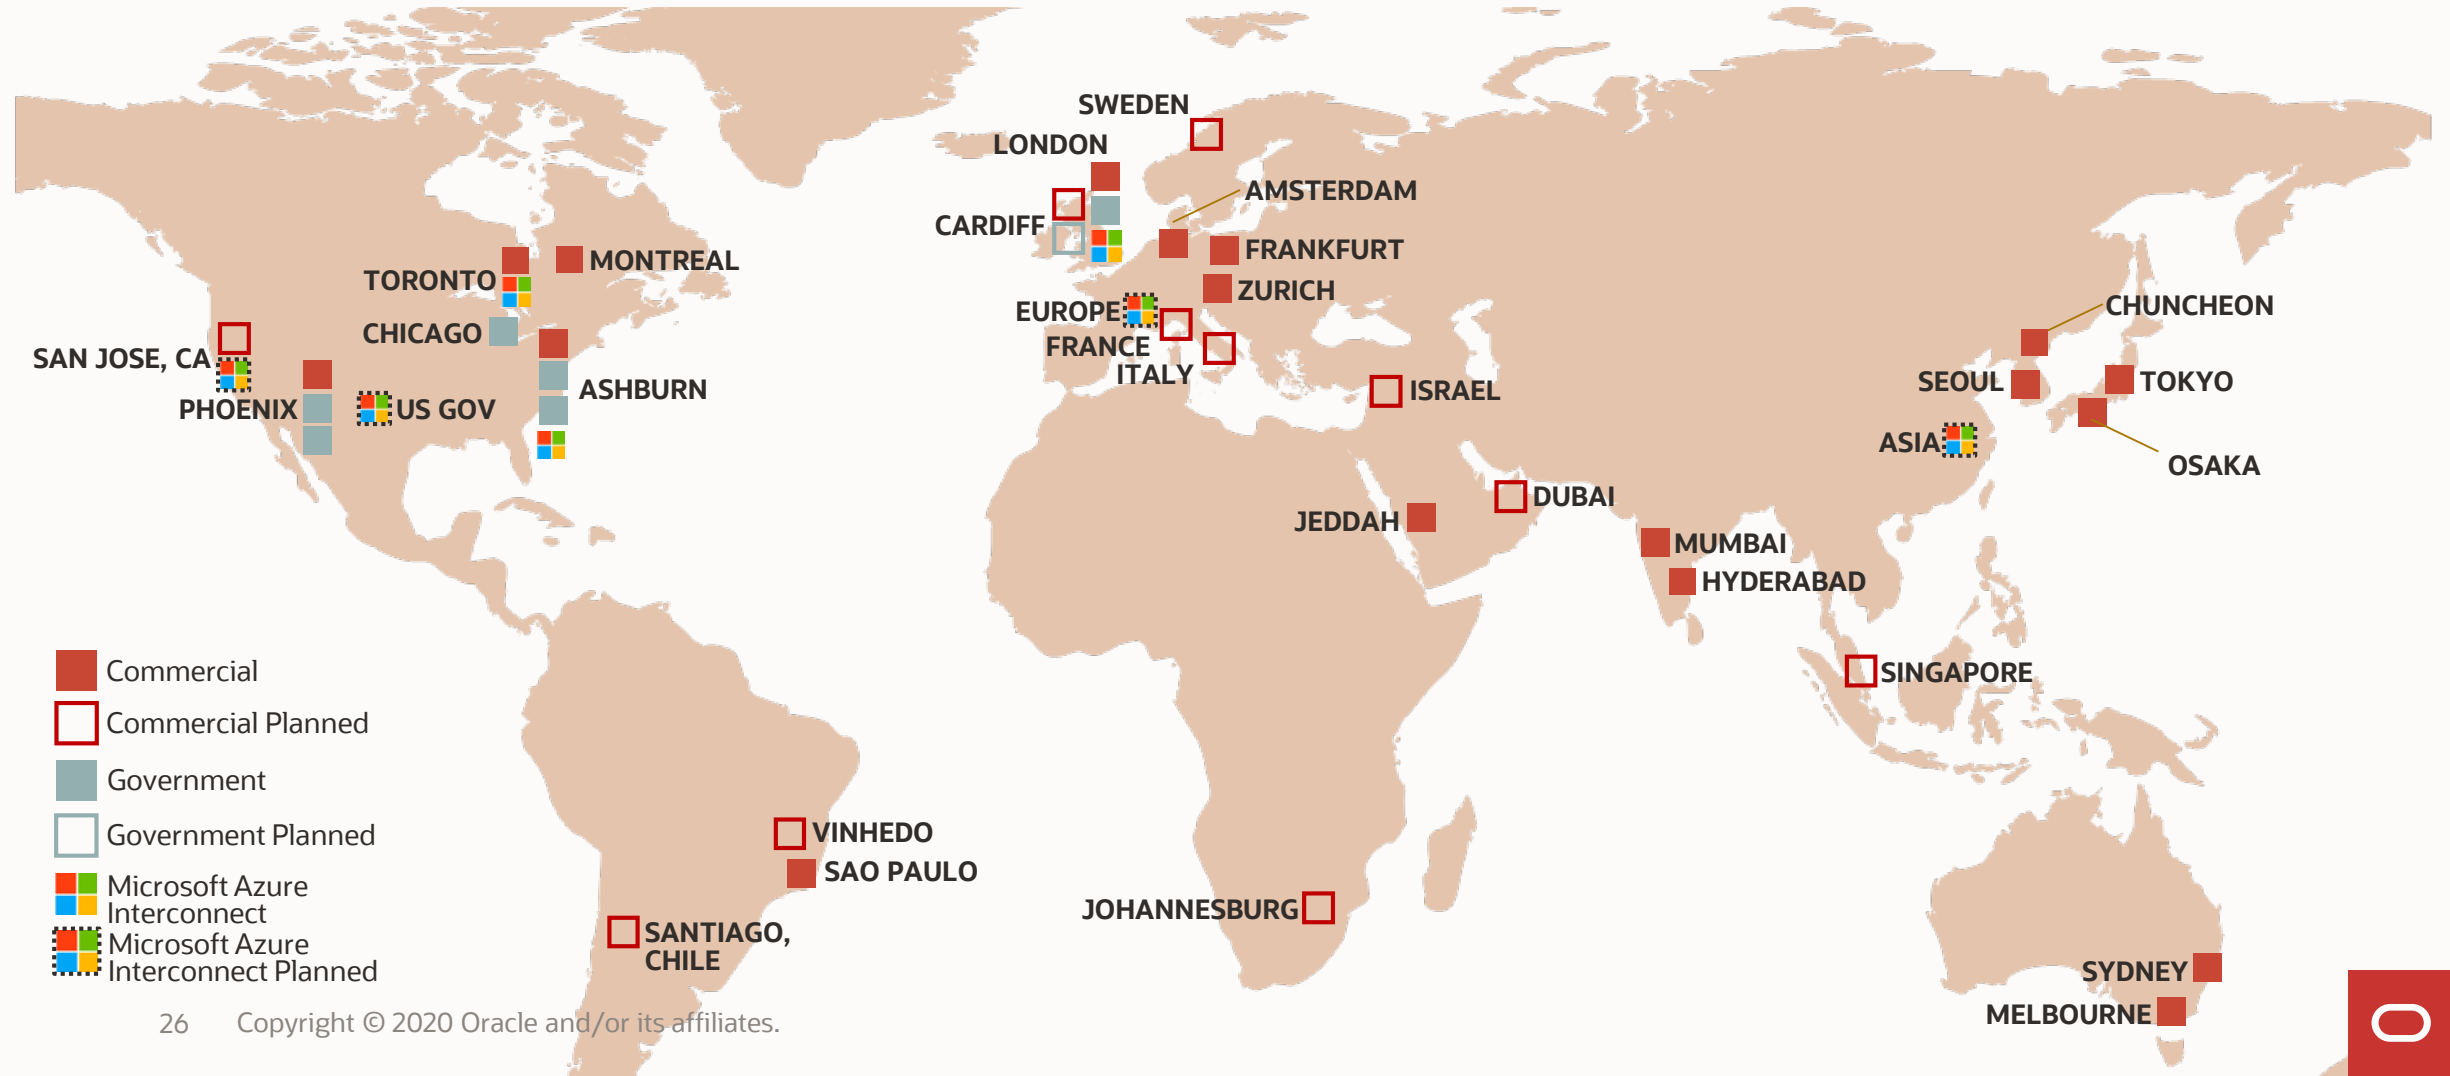 SWEDEN
LONDON
AMSTERDAM
CARDIFF
FRANKFURT
ZURICH
EUROPE
FRANCE
ITALY
ISRAEL
MONTREAL
TORONTO
CHICAGO
SAN JOSE, CA
ASHBURN
PHOENIX
US GOV
CHUNCHEON
SEOUL
TOKYO
ASIA
OSAKA
DUBAI
JEDDAH
MUMBAI
HYDERABAD
SINGAPORE
Commercial
Commercial Planned
Government
Government Planned
Microsoft Azure
Interconnect
Microsoft Azure
Interconnect Planned
VINHEDO
SAO PAULO
SANTIAGO,
CHILE
JOHANNESBURG
SYDNEY
MELBOURNE
26 Copyright © 2020 Oracle and/or its affiliates.